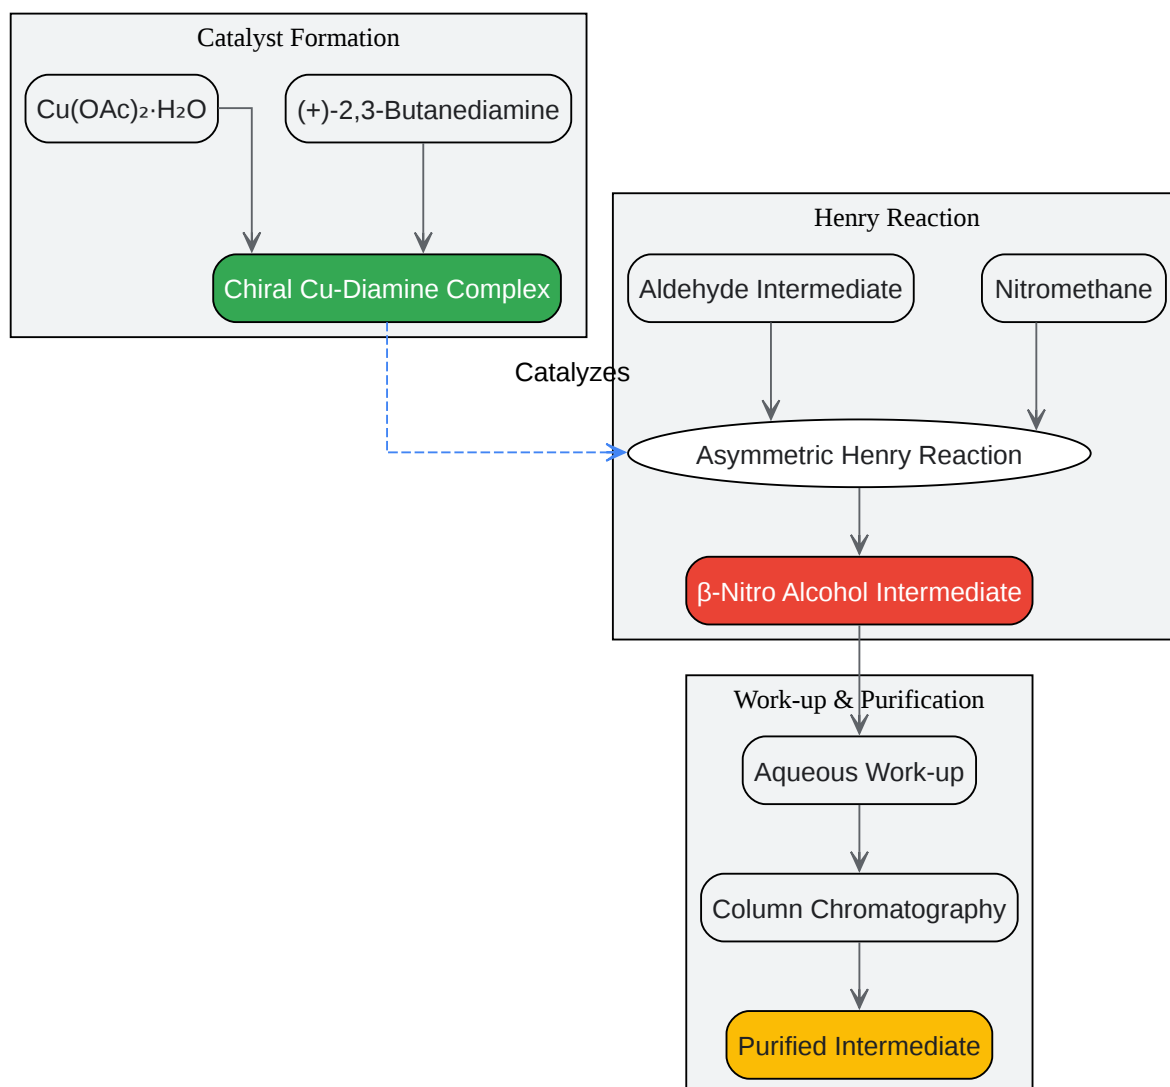 Catalyst Formation
Cu(OAc)₂·H₂O
(+)-2,3-Butanediamine
Chiral Cu-Diamine Complex
Catalyzes
Henry Reaction
Aldehyde Intermediate
Nitromethane
Asymmetric Henry Reaction
β-Nitro Alcohol Intermediate
Work-up & Purification
Aqueous Work-up
Column Chromatography
Purified Intermediate